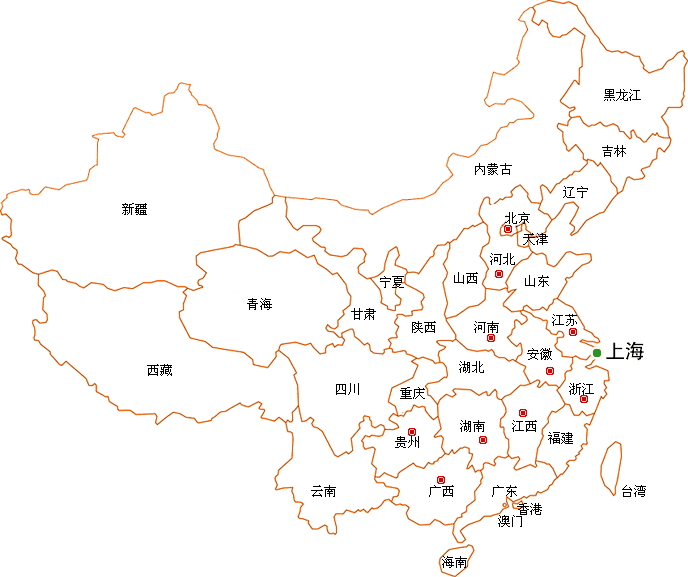 黑龙江
吉林
内蒙古
辽宁
新疆
北京
天津
河北
山西
宁夏
山东
青海
甘肃
江苏
陕西
河南
上海
安徽
湖北
西藏
四川
重庆
浙江
湖南
江西
福建
贵州
云南
广西
广东
台湾
香港
澳门
海南